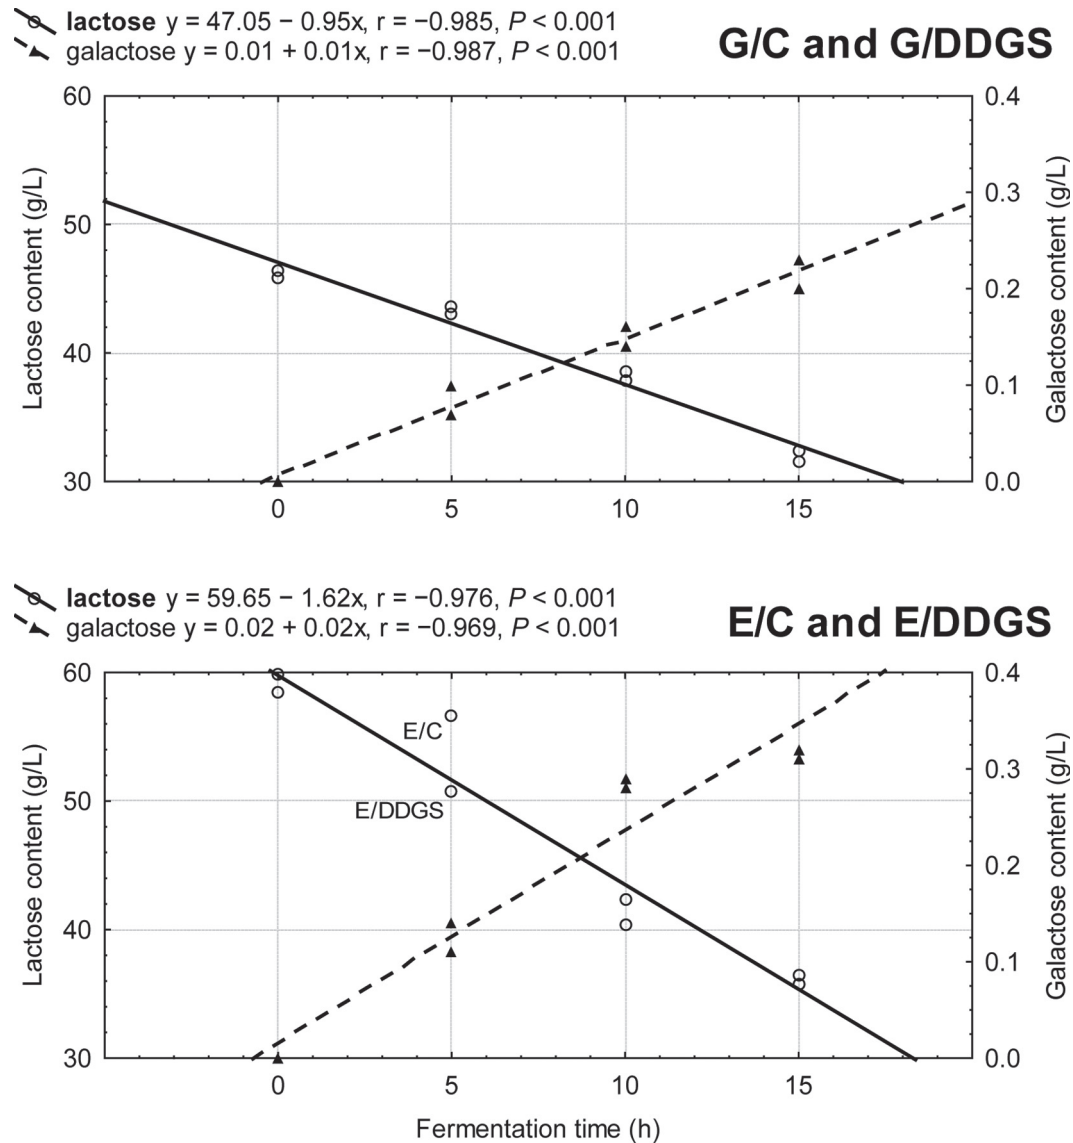 lactose y = 47.05 – 0.95x, r = –0.985, P < 0.001
galactose y = 0.01 + 0.01x, r = –0.987, P < 0.001
G/C and G/DDGS
60
50
40
30
Lactose content (g/L)
0.4
0.3
0.2
0.1
0.0
Galactose content (g/L)
0 5 10 15
lactose y = 59.65 – 1.62x, r = –0.976, P < 0.001
galactose y = 0.02 + 0.02x, r = –0.969, P < 0.001
E/C and E/DDGS
60
50
40
30
Lactose content (g/L)
E/C
E/DDGS
0.4
0.3
0.2
0.1
0.0
Galactose content (g/L)
0 5 10 15
Fermentation time (h)